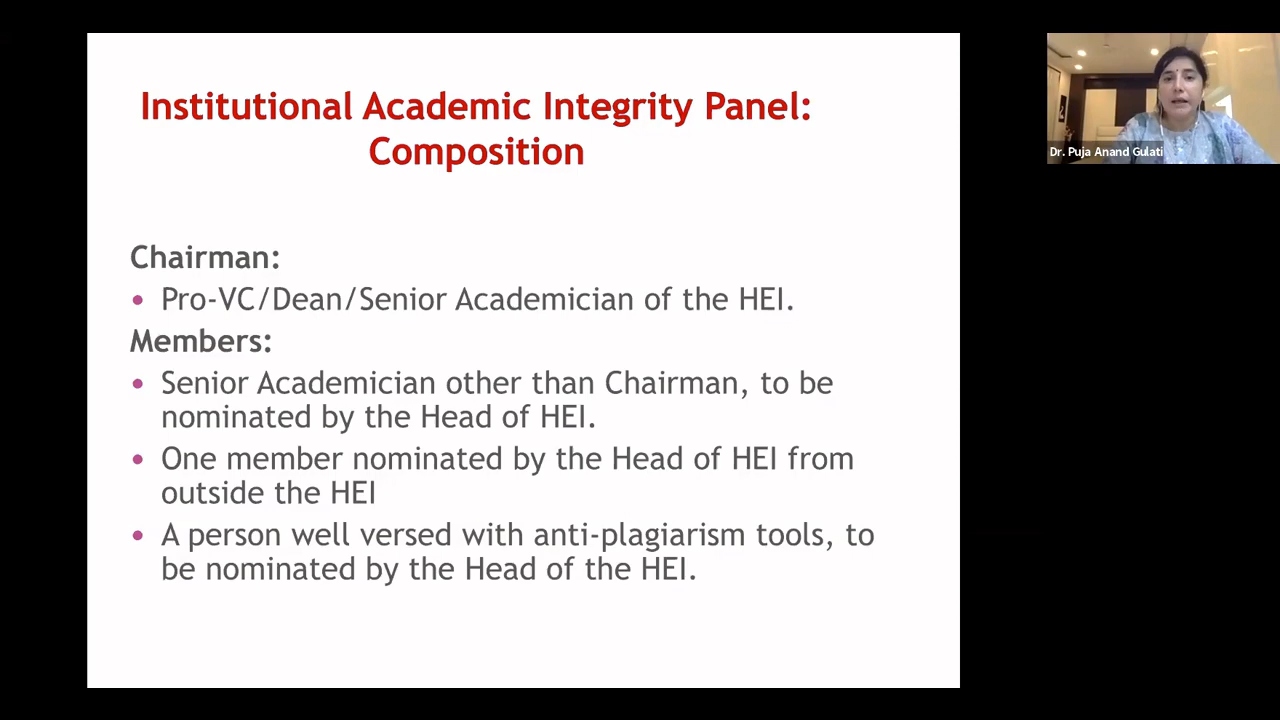 Institutional Academic Integrity Panel:
Composition
Chairman:
• Pro-VC/Dean/Senior Academician of the HEI.
Members:
• Senior Academician other than Chairman, to be
nominated by the Head of HEI.
• One member nominated by the Head of HEI from
outside the HEI
• A person well versed with anti-plagiarism tools, to
be nominated by the Head of the HEI.
Dr. Puja Anand Gulati